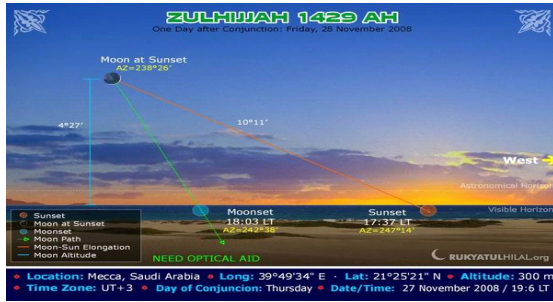 ZULHIJJAH 1429 AH
One Day after Conjunction: Friday, 28 November 2008
Moon at Sunset
AZ=238°26'
4°27'
10°11'
West
Astronomical Horizon
Visible Horizon
Moonset
18:03 LT
AZ=242°38'
Sunset
17:37 LT
AZ=247°14'
Sunset
Moon at Sunset
Moonset
Moon Path
Moon-Sun Elongation
Moon Altitude
NEED OPTICAL AID
RUKYATULHILAL.org
Location: Mecca, Saudi Arabia Long: 39°49'34" E · Lat: 21°25'21" N Altitude: 300 m
Time Zone: UT+3 Day of Concuncion: Thursday Date/Time: 27 November 2008 / 19:6 LT